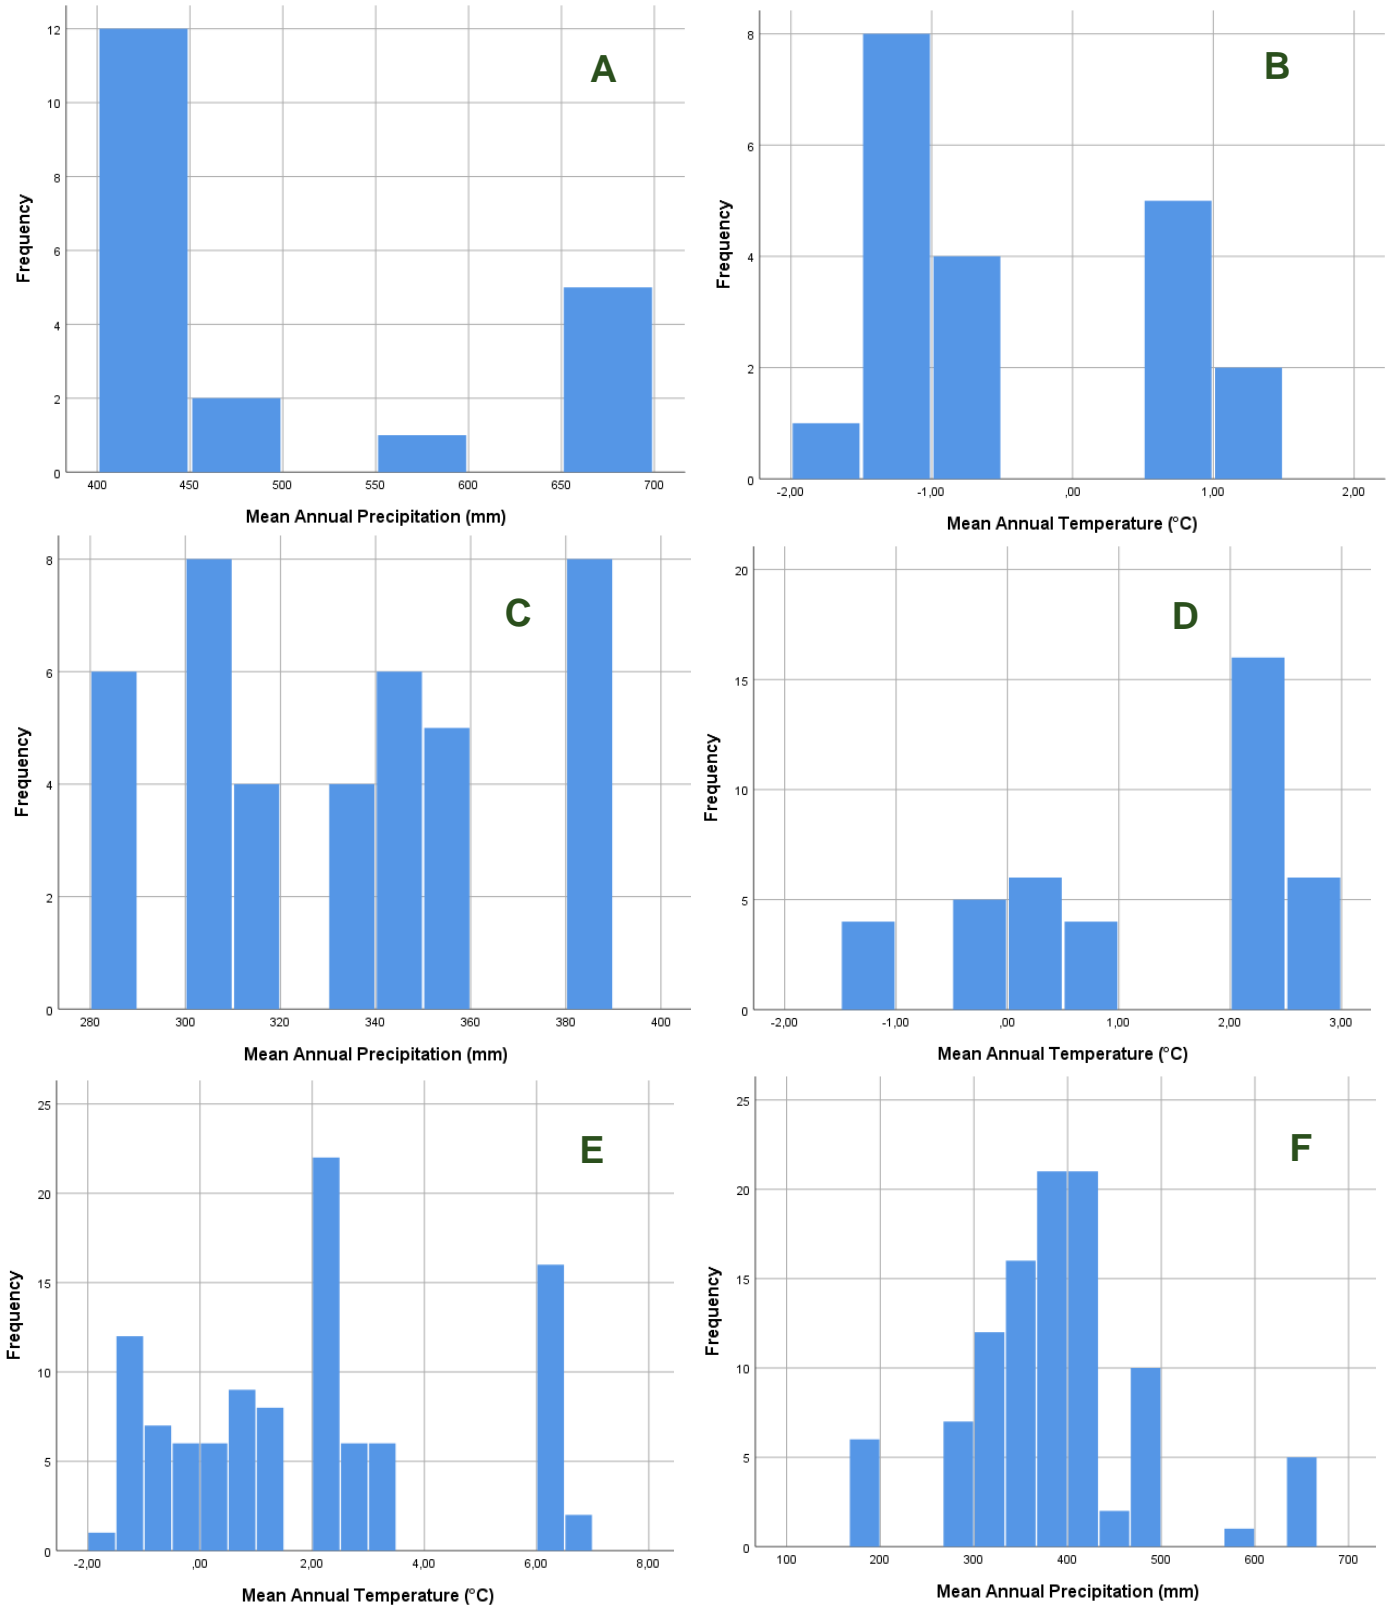 A
Frequency
12
10
8
6
4
2
0
400 450 500 550 600 650 700
Mean Annual Precipitation (mm)
B
Frequency
8
6
4
2
0
-2,00 -1,00 ,00 1,00 2,00
Mean Annual Temperature (°C)
C
Frequency
8
6
4
2
0
280 300 320 340 360 380 400
Mean Annual Precipitation (mm)
D
Frequency
20
15
10
5
0
-2,00 -1,00 ,00 1,00 2,00 3,00
Mean Annual Temperature (°C)
E
Frequency
25
20
15
10
5
0
-2,00 ,00 2,00 4,00 6,00 8,00
Mean Annual Temperature (°C)
F
Frequency
25
20
15
10
5
0
100 200 300 400 500 600 700
Mean Annual Precipitation (mm)